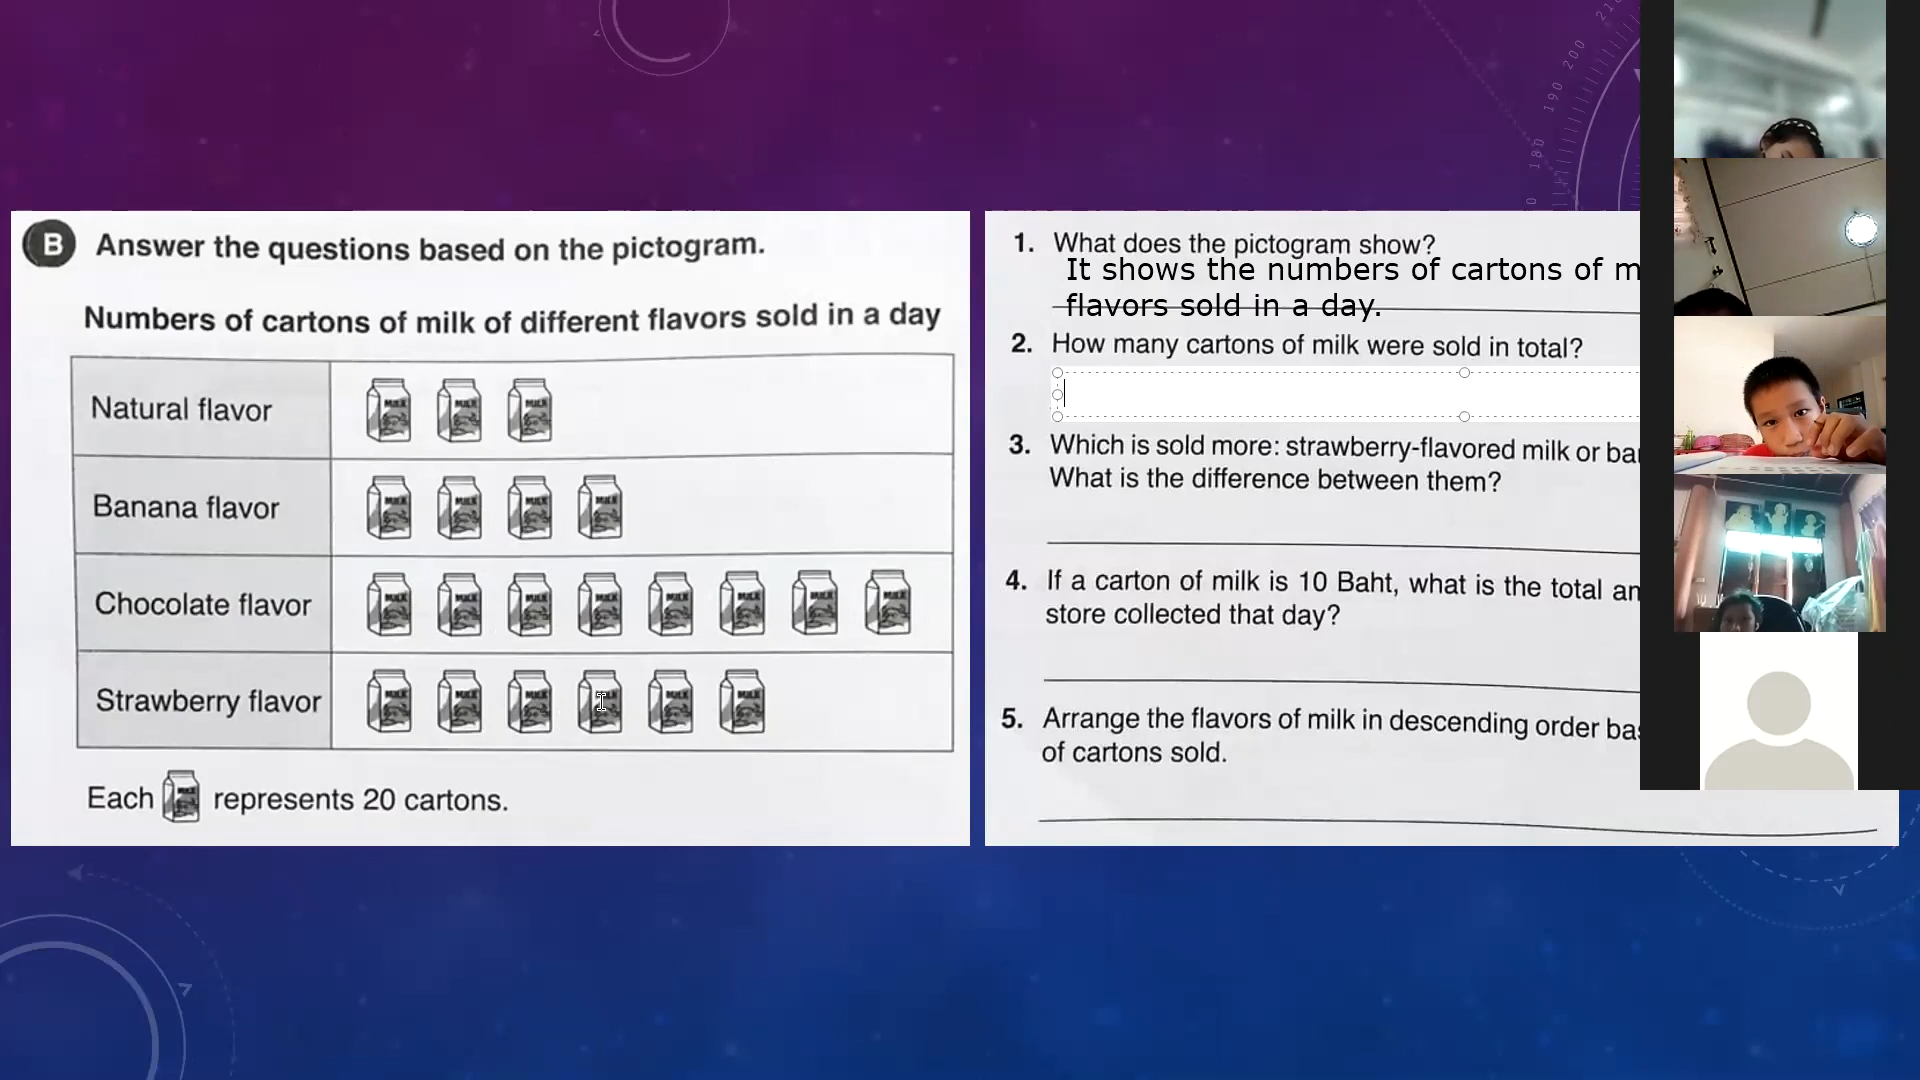 B Answer the questions based on the pictogram.
Numbers of cartons of milk of different flavors sold in a day
Natural flavor
Banana flavor
Chocolate flavor
Strawberry flavor
Each represents 20 cartons.
1. What does the pictogram show?
It shows the numbers of cartons of
flavors sold in a day.
2. How many cartons of milk were sold in total?
3. Which is sold more: strawberry-flavored milk or
What is the difference between them?
4. If a carton of milk is 10 Baht, what is the total
store collected that day?
5. Arrange the flavors of milk in descending order
of cartons sold.
180 190 200